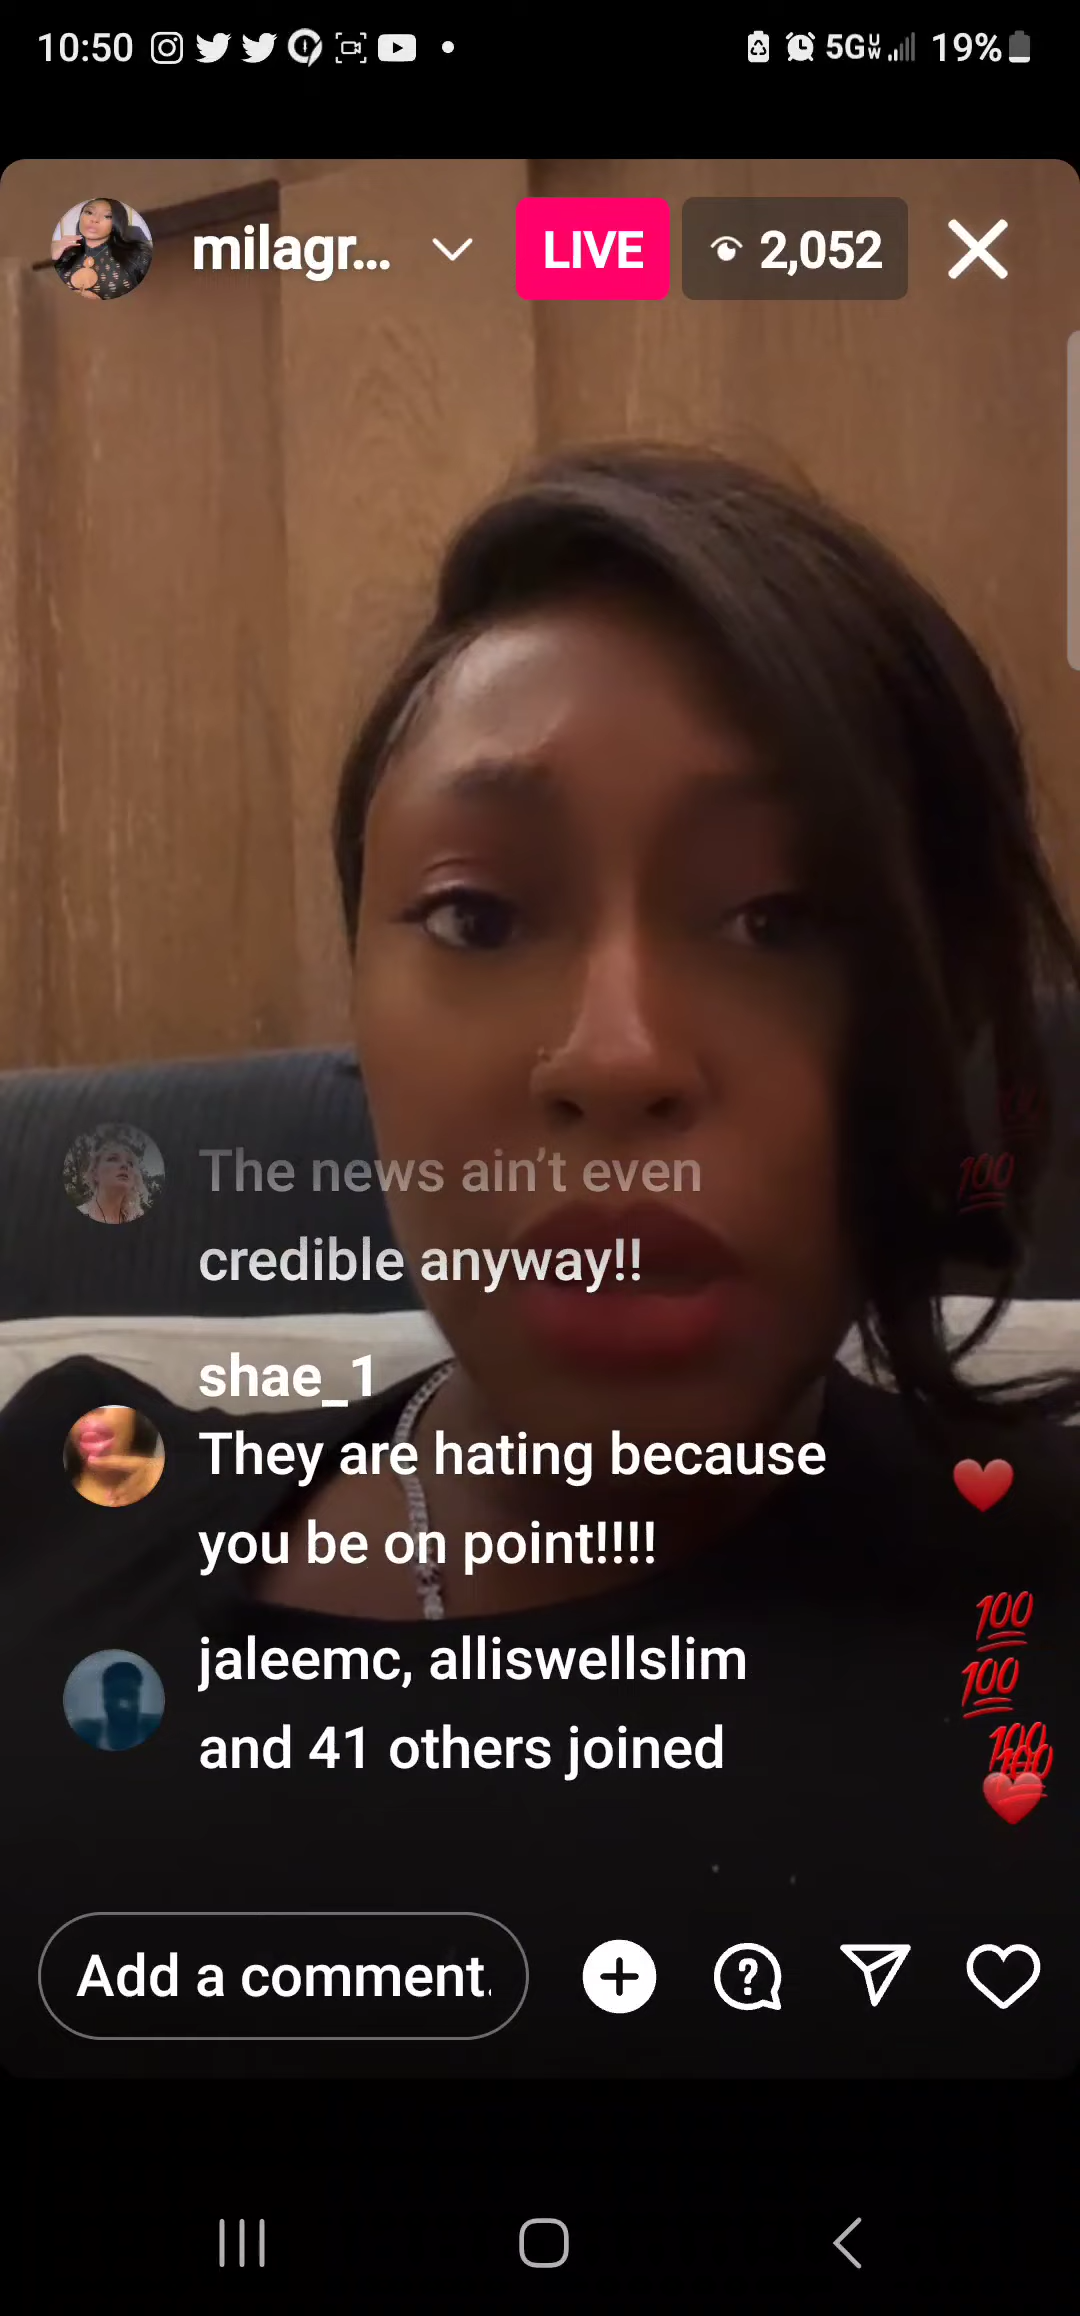 10:50 5G UW 19%
milagr... LIVE 2,052
The news ain't even
credible anyway!!
shae_1
They are hating because
you be on point!!!!
jaleemc, alliswellslim
and 41 others joined
Add a comment.